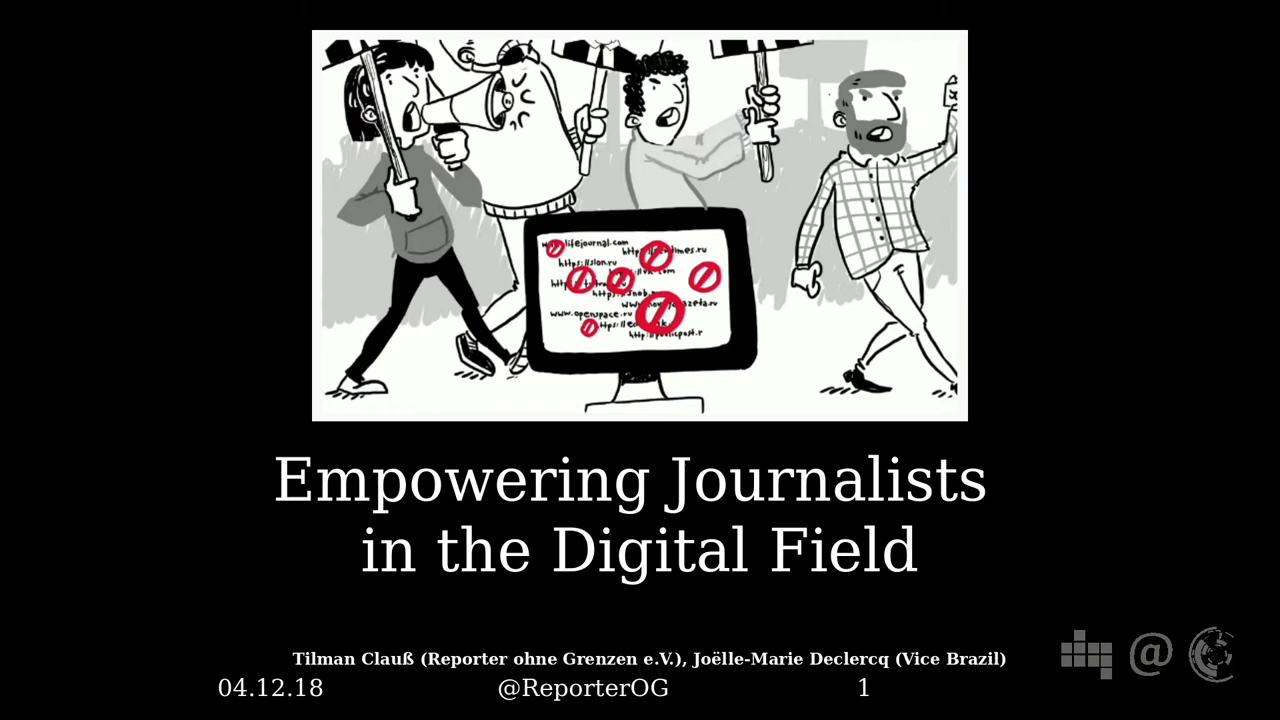 lifejournal.com
https://slon.ru
www.openspace.ru
Empowering Journalists
in the Digital Field
Tilman Clauß (Reporter ohne Grenzen e.V.), Joëlle-Marie Declercq (Vice Brazil)
04.12.18 @ReporterOG 1
@